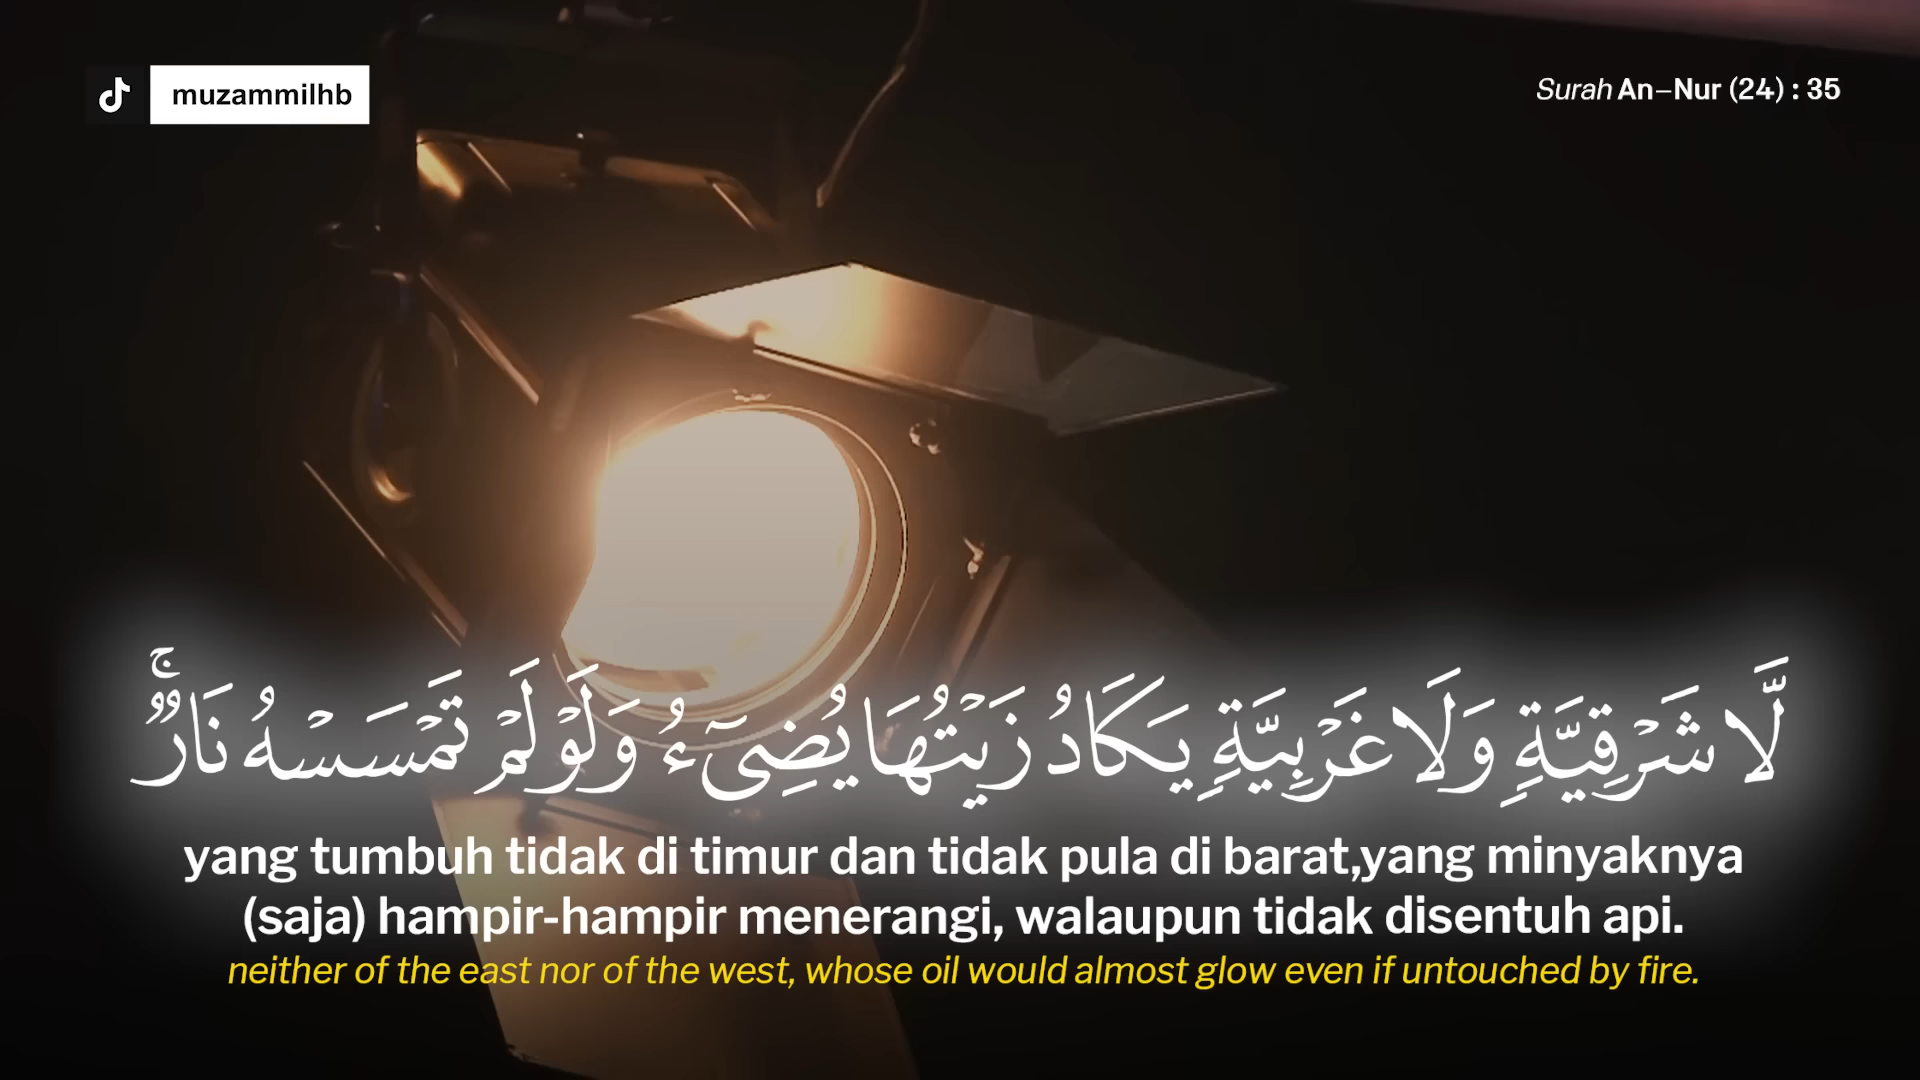 muzammilhb
Surah An-Nur (24) : 35
لَّا شَرْقِيَّةٍ وَلَا غَرْبِيَّةٍ يَكَادُ زَيْتُهَا يُضِىٓءُ وَلَوْ لَمْ تَمْسَسْهُ نَارٌۭ ۚ
yang tumbuh tidak di timur dan tidak pula di barat,yang minyaknya
(saja) hampir-hampir menerangi, walaupun tidak disentuh api.
neither of the east nor of the west, whose oil would almost glow even if untouched by fire.